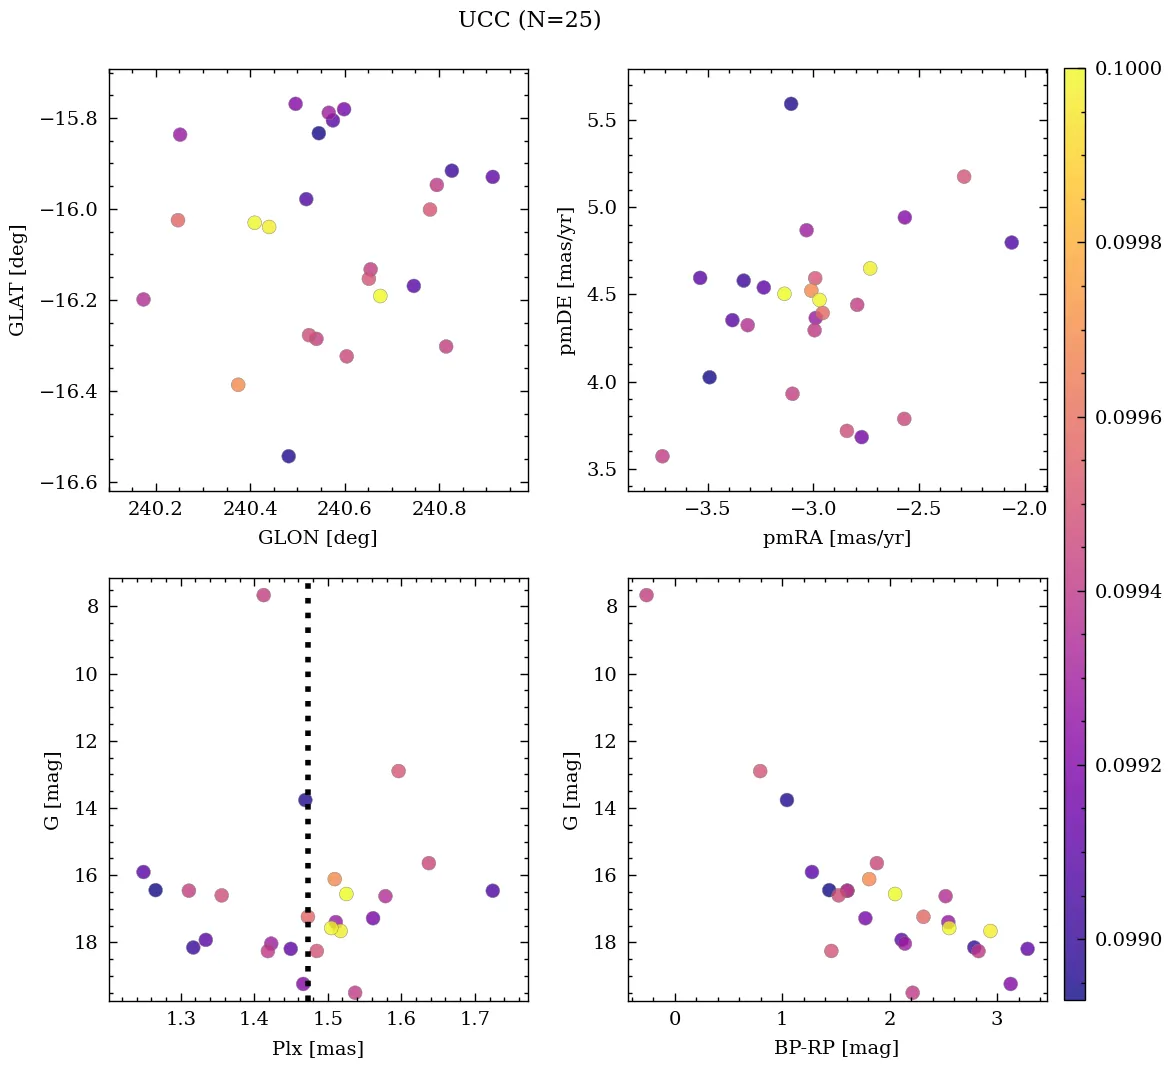 UCC (N=25)
−15.8
−16.0
−16.2
−16.4
−16.6
GLAT [deg]
240.2 240.4 240.6 240.8
GLON [deg]
5.5
5.0
4.5
4.0
3.5
pmDE [mas/yr]
−3.5 −3.0 −2.5 −2.0
pmRA [mas/yr]
8
10
12
14
16
18
G [mag]
1.3 1.4 1.5 1.6 1.7
Plx [mas]
8
10
12
14
16
18
G [mag]
0 1 2 3
BP-RP [mag]
0.1000
0.0998
0.0996
0.0994
0.0992
0.0990